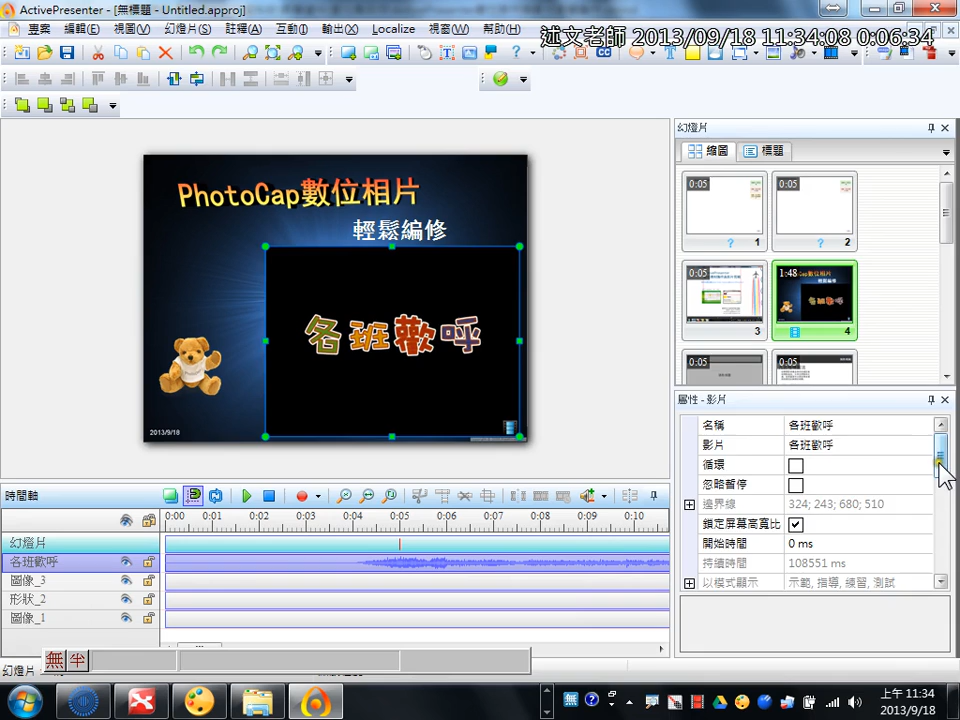 ActivePresenter - [無標題 - Untitled.approj]
專案 編輯(E) 視圖(V) 幻燈片(S) 註釋(A) 互動(I) 輸出(X) Localize 視窗(W) 幫助(H)
述文老師 2013/09/18 11:34:08 0:06:34
PhotoCap數位相片
輕鬆編修
各班歡呼
2013/9/18
幻燈片
縮圖 標題
0:05 0:05
? 1 ? 2
0:05 1:48
3 4
0:05 0:05
屬性 - 影片
名稱 各班歡呼
影片 各班歡呼
循環
忽略暫停
邊界線 324; 243; 680; 510
鎖定屏幕高寬比
開始時間 0 ms
持續時間 108551 ms
以模式顯示 示範, 指導, 練習, 測試
時間軸
0:00 0:01 0:02 0:03 0:04 0:05 0:06 0:07 0:08 0:09 0:10
幻燈片
各班歡呼
圖像_3
形狀_2
圖像_1
無 半
幻燈片
無
上午 11:34
2013/9/18